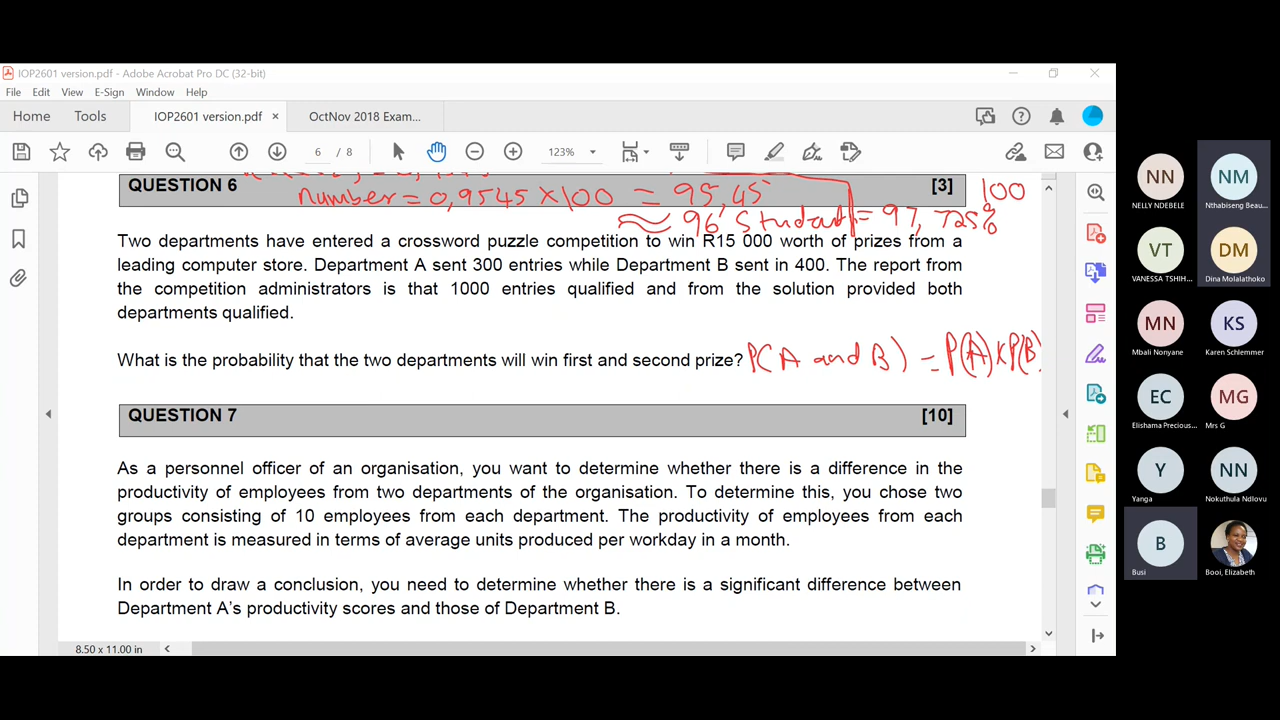 IOP2601 version.pdf - Adobe Acrobat Pro DC (32-bit)
File Edit View E-Sign Window Help
Home Tools IOP2601 version.pdf × OctNov 2018 Exam...
6 / 8 123%
QUESTION 6 [3]
number = 0,9545 × 100 = 95,45
100
≈ 96 student = 97,725%
Two departments have entered a crossword puzzle competition to win R15 000 worth of prizes from a
leading computer store. Department A sent 300 entries while Department B sent in 400. The report from
the competition administrators is that 1000 entries qualified and from the solution provided both
departments qualified.
What is the probability that the two departments will win first and second prize? P(A and B) = P(A) × P(B)
QUESTION 7 [10]
As a personnel officer of an organisation, you want to determine whether there is a difference in the
productivity of employees from two departments of the organisation. To determine this, you chose two
groups consisting of 10 employees from each department. The productivity of employees from each
department is measured in terms of average units produced per workday in a month.
In order to draw a conclusion, you need to determine whether there is a significant difference between
Department A's productivity scores and those of Department B.
8.50 x 11.00 in
NN NM
NELLY NDEBELE Nthabiseng Beau...
VT DM
VANESSA TSHIH... Dina Molalathoko
MN KS
Mbali Nonyane Karen Schlemmer
EC MG
Elishama Precious... Mrs G
Y NN
Yanga Nokuthula Ndlovu
B
Busi Booi, Elizabeth